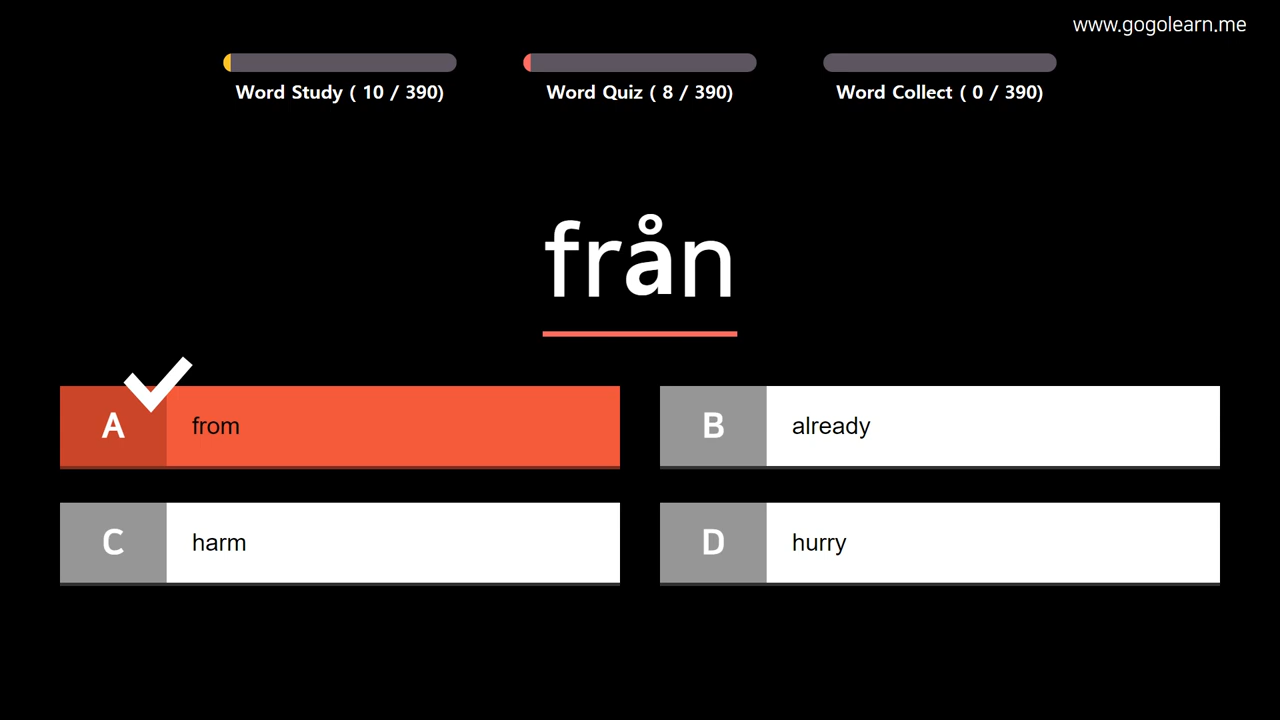 www.gogolearn.me
Word Study ( 10 / 390)
Word Quiz ( 8 / 390)
Word Collect ( 0 / 390)
från
A from
B already
C harm
D hurry